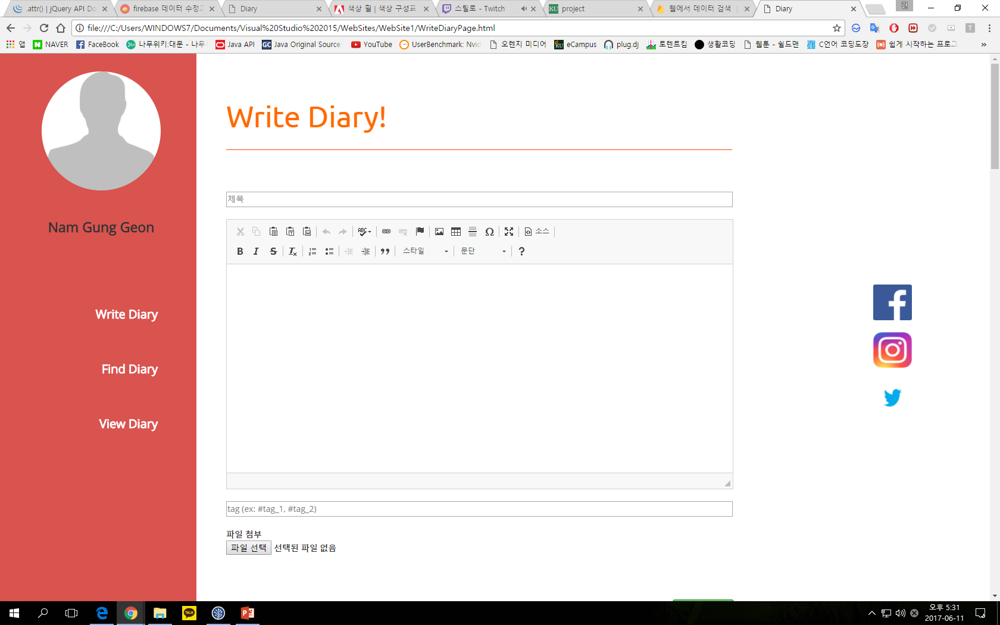 .attr() | jQuery API Do
firebase 데이터 수정과
Diary
색상 휠 | 색상 구성표
스틸로 - Twitch
project
웹에서 데이터 검색
Diary
file:///C:/Users/WINDOWS7/Documents/Visual%20Studio%202015/WebSites/WebSite1/WriteDiaryPage.html
앱
NAVER
FaceBook
나무위키:대문 - 나무
Java API
Java Original Source
YouTube
UserBenchmark: Nvid
오렌지 미디어
eCampus
plug.dj
토렌트킴
생활코딩
웹툰 - 쉴드맨
C언어 코딩도장
쉽게 시작하는 프로그
Nam Gung Geon
Write Diary
Find Diary
View Diary
Write Diary!
제목
ABC
소스
B I S
스타일
문단
?
tag (ex: #tag_1, #tag_2)
파일 첨부
파일 선택 선택된 파일 없음
TALK
오후 5:31
2017-06-11